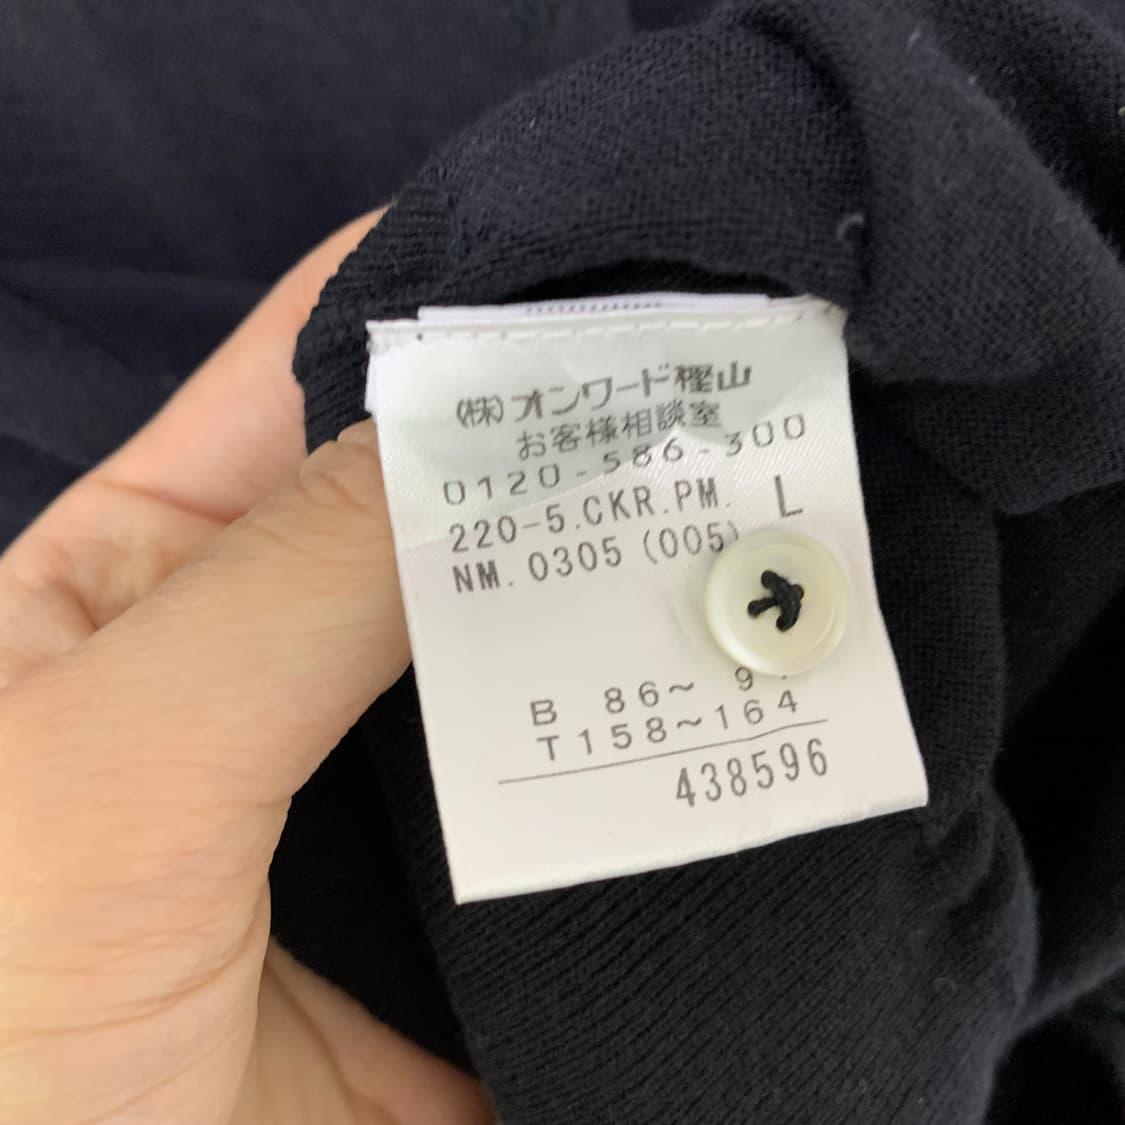 (株)オンワード樫山
お客様相談室
0120-586-300
220-5.CKR.PM. L
NM. 0305 (005)
B 86~ 9
T158~164
438596